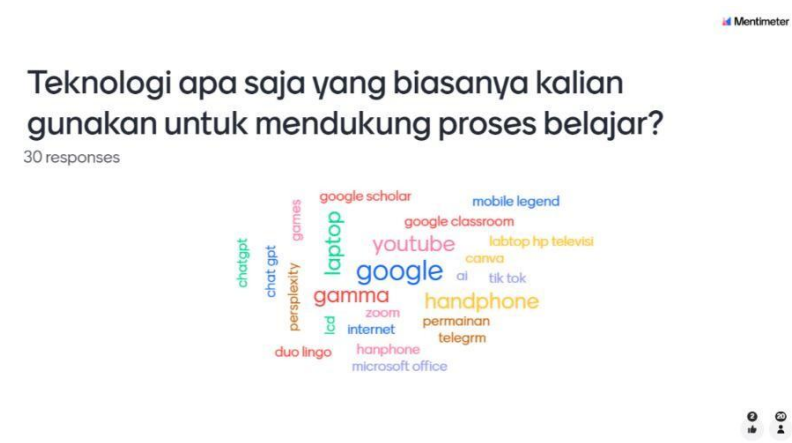 Mentimeter
Teknologi apa saja yang biasanya kalian
gunakan untuk mendukung proses belajar?
30 responses
google scholar
mobile legend
games
laptop
google classroom
chatgpt
chat gpt
youtube
labtop hp televisi
canva
google
ai
tik tok
persplexity
gamma
handphone
zoom
lcd
internet
permainan
telegrm
duo lingo
hanphone
microsoft office
2
20